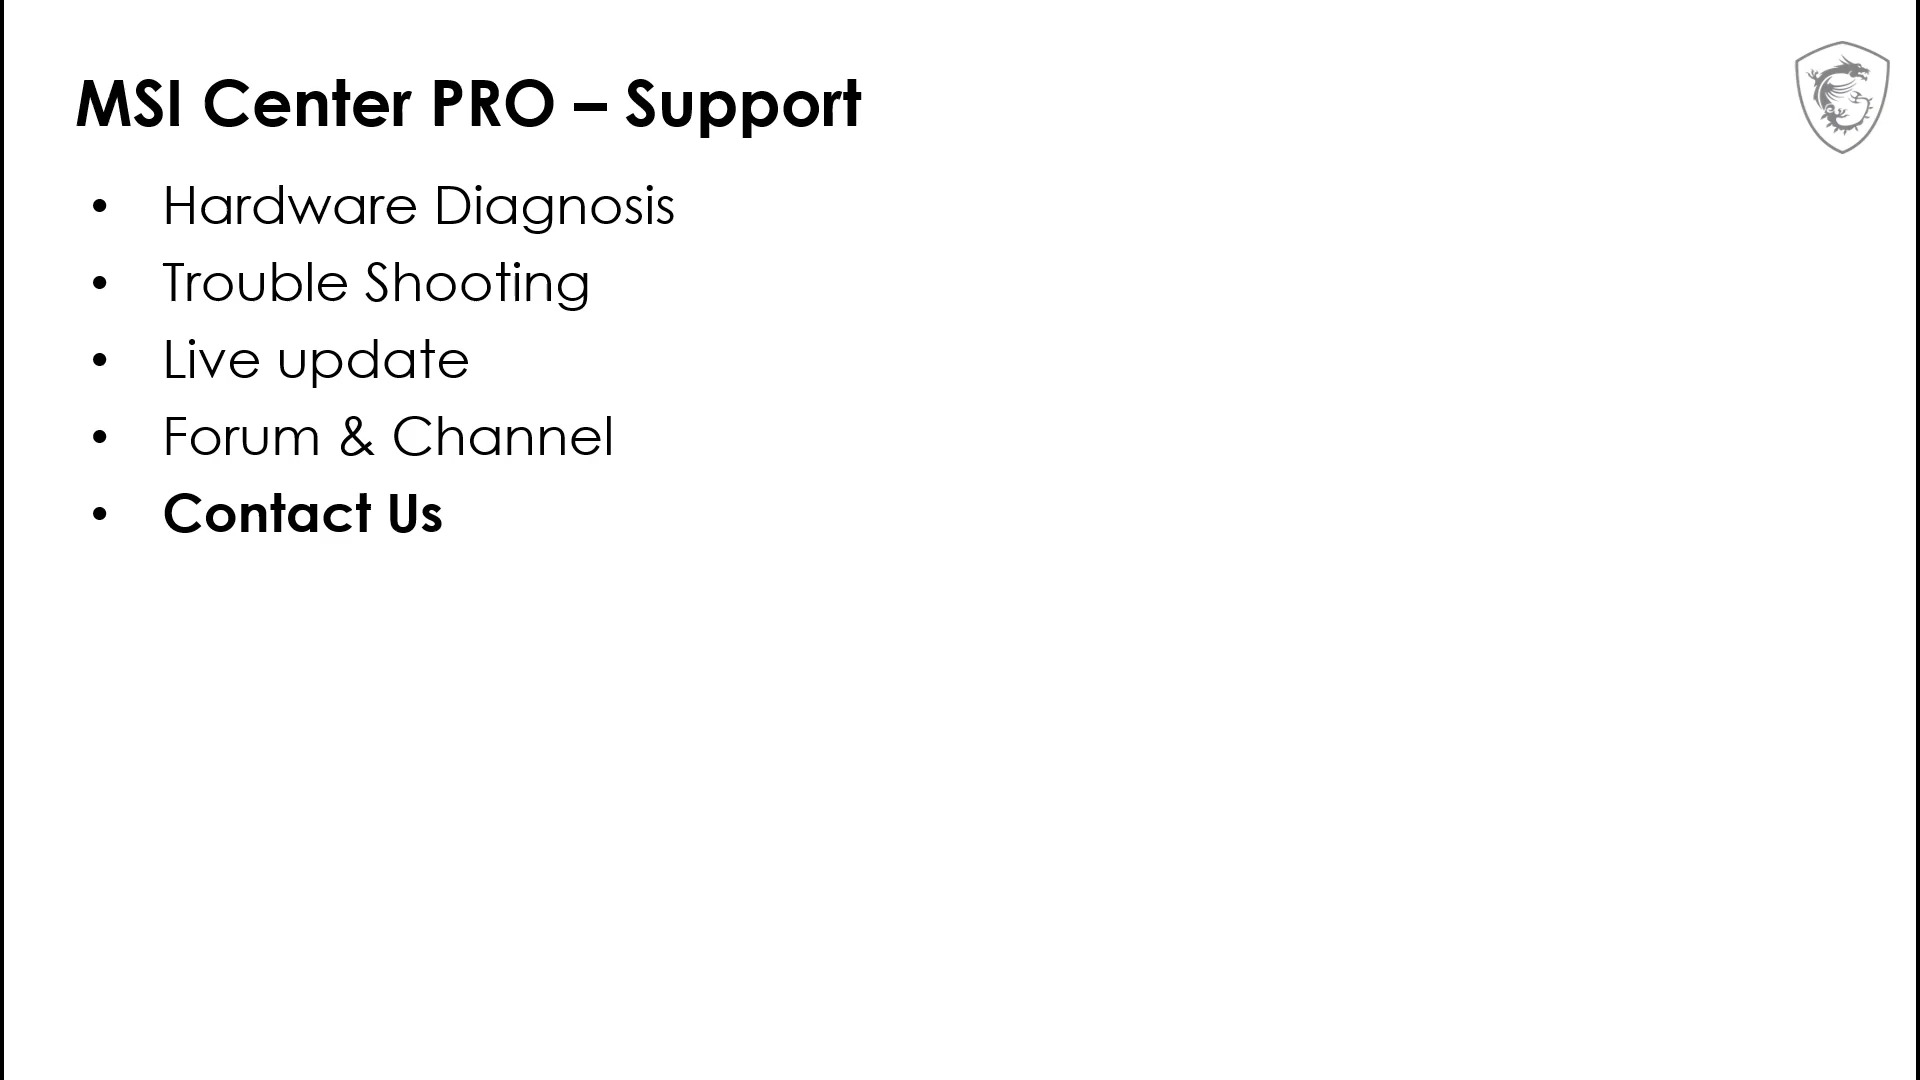 MSI Center PRO – Support
• Hardware Diagnosis
• Trouble Shooting
• Live update
• Forum & Channel
• Contact Us